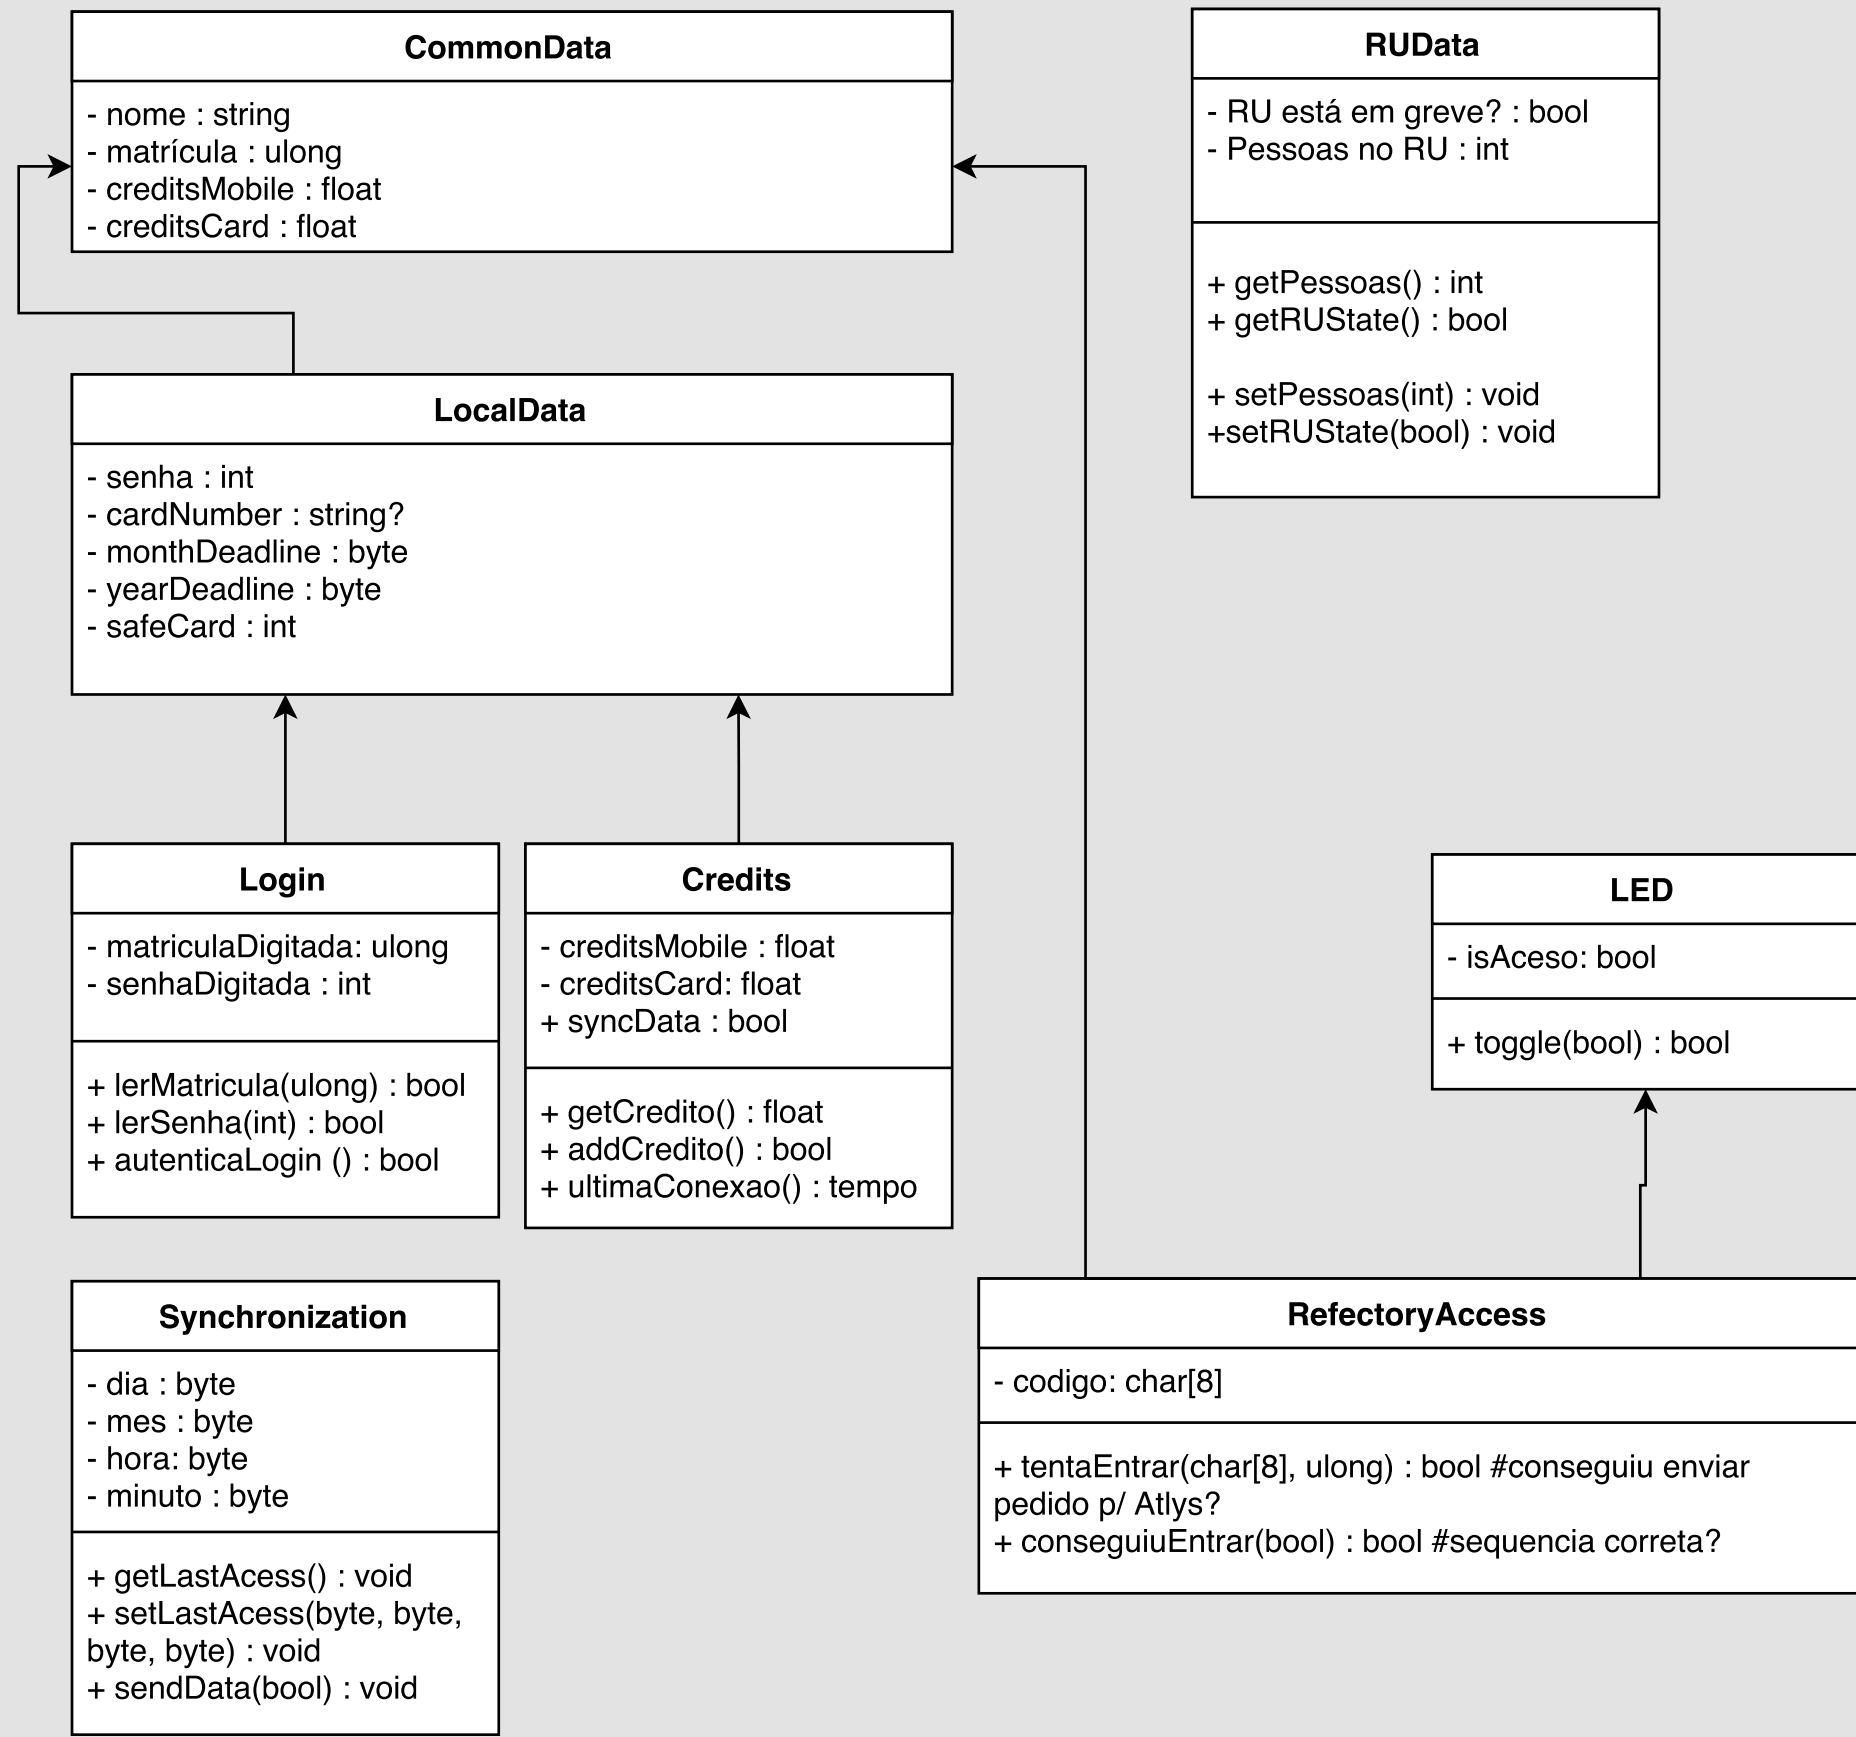 CommonData
- nome : string
- matrícula : ulong
- creditsMobile : float
- creditsCard : float
RUData
- RU está em greve? : bool
- Pessoas no RU : int
+ getPessoas() : int
+ getRUState() : bool
+ setPessoas(int) : void
+setRUState(bool) : void
LocalData
- senha : int
- cardNumber : string?
- monthDeadline : byte
- yearDeadline : byte
- safeCard : int
Login
- matriculaDigitada: ulong
- senhaDigitada : int
+ lerMatricula(ulong) : bool
+ lerSenha(int) : bool
+ autenticaLogin () : bool
Credits
- creditsMobile : float
- creditsCard: float
+ syncData : bool
+ getCredito() : float
+ addCredito() : bool
+ ultimaConexao() : tempo
LED
- isAceso: bool
+ toggle(bool) : bool
Synchronization
- dia : byte
- mes : byte
- hora: byte
- minuto : byte
+ getLastAcess() : void
+ setLastAcess(byte, byte,
byte, byte) : void
+ sendData(bool) : void
RefectoryAccess
- codigo: char[8]
+ tentaEntrar(char[8], ulong) : bool #conseguiu enviar
pedido p/ Atlys?
+ conseguiuEntrar(bool) : bool #sequencia correta?